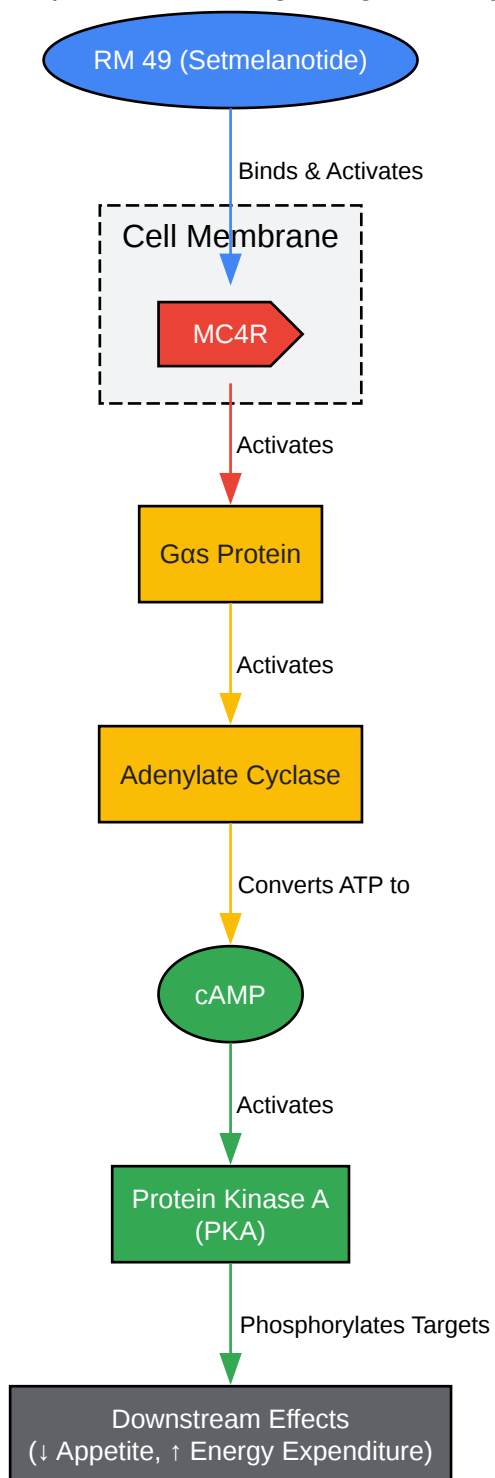 RM 49 (Setmelanotide)
Binds & Activates
Cell Membrane
MC4R
Activates
Gαs Protein
Activates
Adenylate Cyclase
Converts ATP to
cAMP
Activates
Protein Kinase A
(PKA)
Phosphorylates Targets
Downstream Effects
(↓ Appetite, ↑ Energy Expenditure)